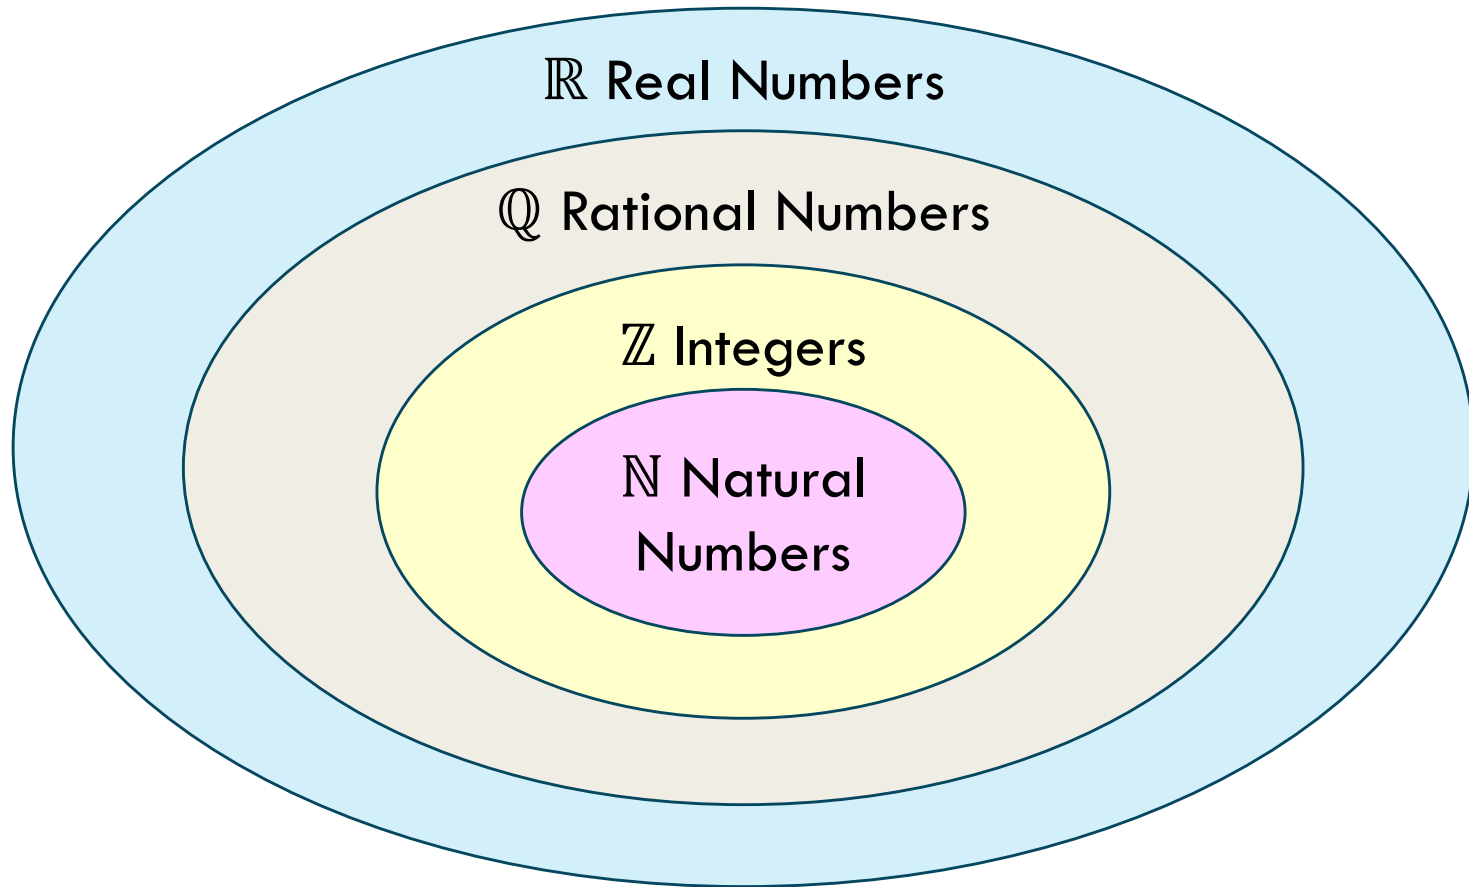 ℝ Real Numbers
ℚ Rational Numbers
ℤ Integers
ℕ Natural
Numbers